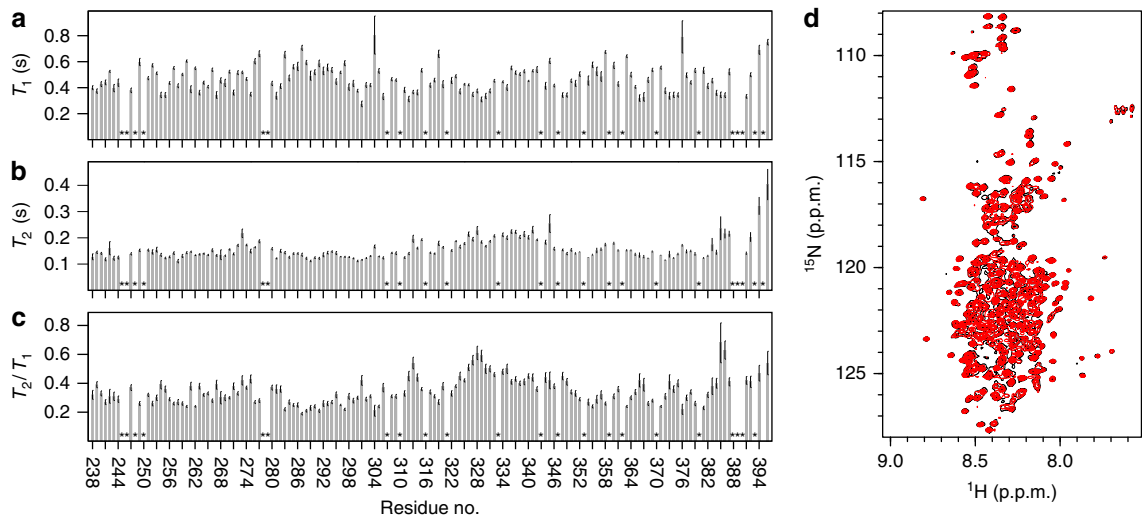 a
T1 (s)
0.8
0.6
0.4
0.2
** * * ** * * * * * * * * * * * *** * *
b
T2 (s)
0.4
0.3
0.2
0.1
** * * ** * * * * * * * * * * * *** * *
c
T2/ T1
0.8
0.6
0.4
0.2
** * * ** * * * * * * * * * * * *** * *
238 244 250 256 262 268 274 280 286 292 298 304 310 316 322 328 334 340 346 352 358 364 370 376 382 388 394
Residue no.
d
15N (p.p.m.)
110
115
120
125
9.0 8.5 8.0
1H (p.p.m.)